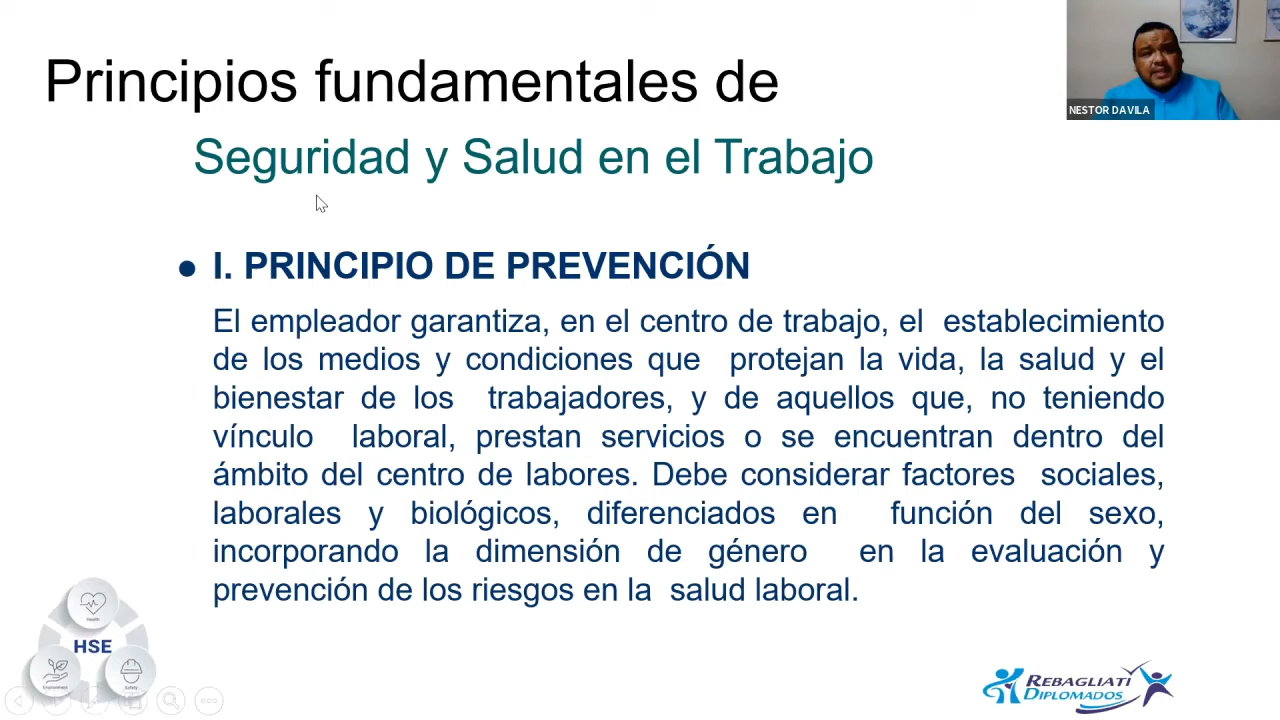 Principios fundamentales de
Seguridad y Salud en el Trabajo
NESTOR DAVILA
● I. PRINCIPIO DE PREVENCIÓN
El empleador garantiza, en el centro de trabajo, el establecimiento
de los medios y condiciones que protejan la vida, la salud y el
bienestar de los trabajadores, y de aquellos que, no teniendo
vínculo laboral, prestan servicios o se encuentran dentro del
ámbito del centro de labores. Debe considerar factores sociales,
laborales y biológicos, diferenciados en función del sexo,
incorporando la dimensión de género en la evaluación y
prevención de los riesgos en la salud laboral.
Health
HSE
Environment
Safety
REBAGLIATI
DIPLOMADOS